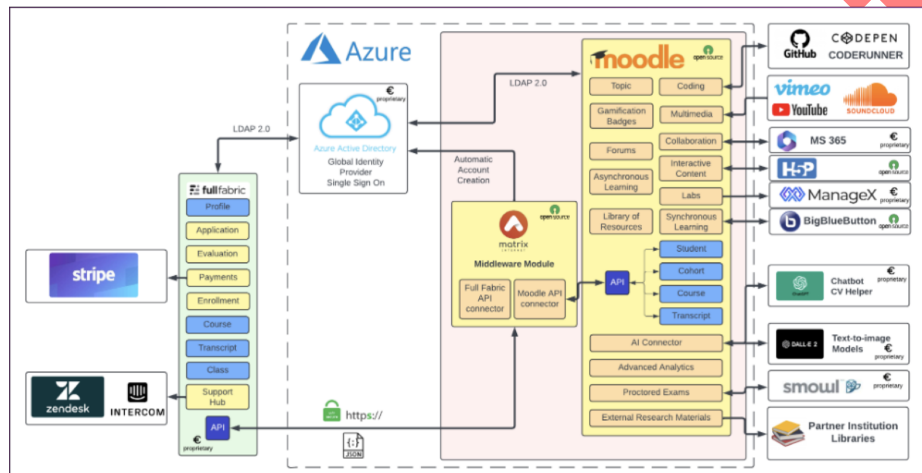 Azure
€
proprietary
Azure Active Directory
Global Identity
Provider
Single Sign On
LDAP 2.0
LDAP 2.0
Automatic
Account
Creation
fullfabric
Profile
Application
Evaluation
Payments
Enrollment
Course
Transcript
Class
Support
Hub
API
€
proprietary
stripe
zendesk
INTERCOM
https://
{:}
JSON
open source
matrix
Middleware Module
Full Fabric
API
connector
Moodle API
connector
moodle
open source
Topic
Coding
Gamification
Badges
Multimedia
Forums
Collaboration
Interactive
Content
Asynchronous
Learning
Labs
Library of
Resources
Synchronous
Learning
API
Student
Cohort
Course
Transcript
AI Connector
Advanced Analytics
Proctored Exams
External Research Materials
GitHub
CODEPEN
CODERUNNER
vimeo
YouTube
SOUNDCLOUD
MS 365
€
proprietary
H5P
open source
ManageX
€
proprietary
BigBlueButton
open source
ChatGPT
Chatbot
CV Helper
€
proprietary
DALL·E 2
Text-to-image
Models
€
proprietary
smowl
€
proprietary
Partner Institution
Libraries